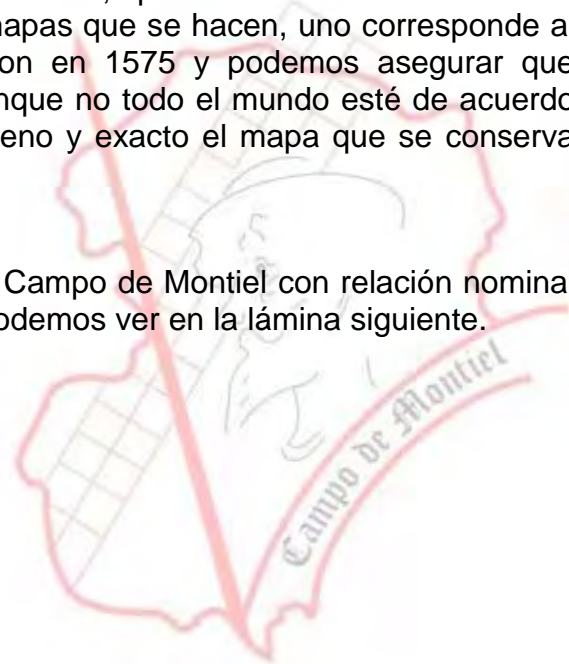 mapas que se hacen, uno corresponde a
on en 1575 y podemos asegurar que
nque no todo el mundo esté de acuerdo
eno y exacto el mapa que se conserva
Campo de Montiel con relación nomina
odemos ver en la lámina siguiente.
Campo de Montiel